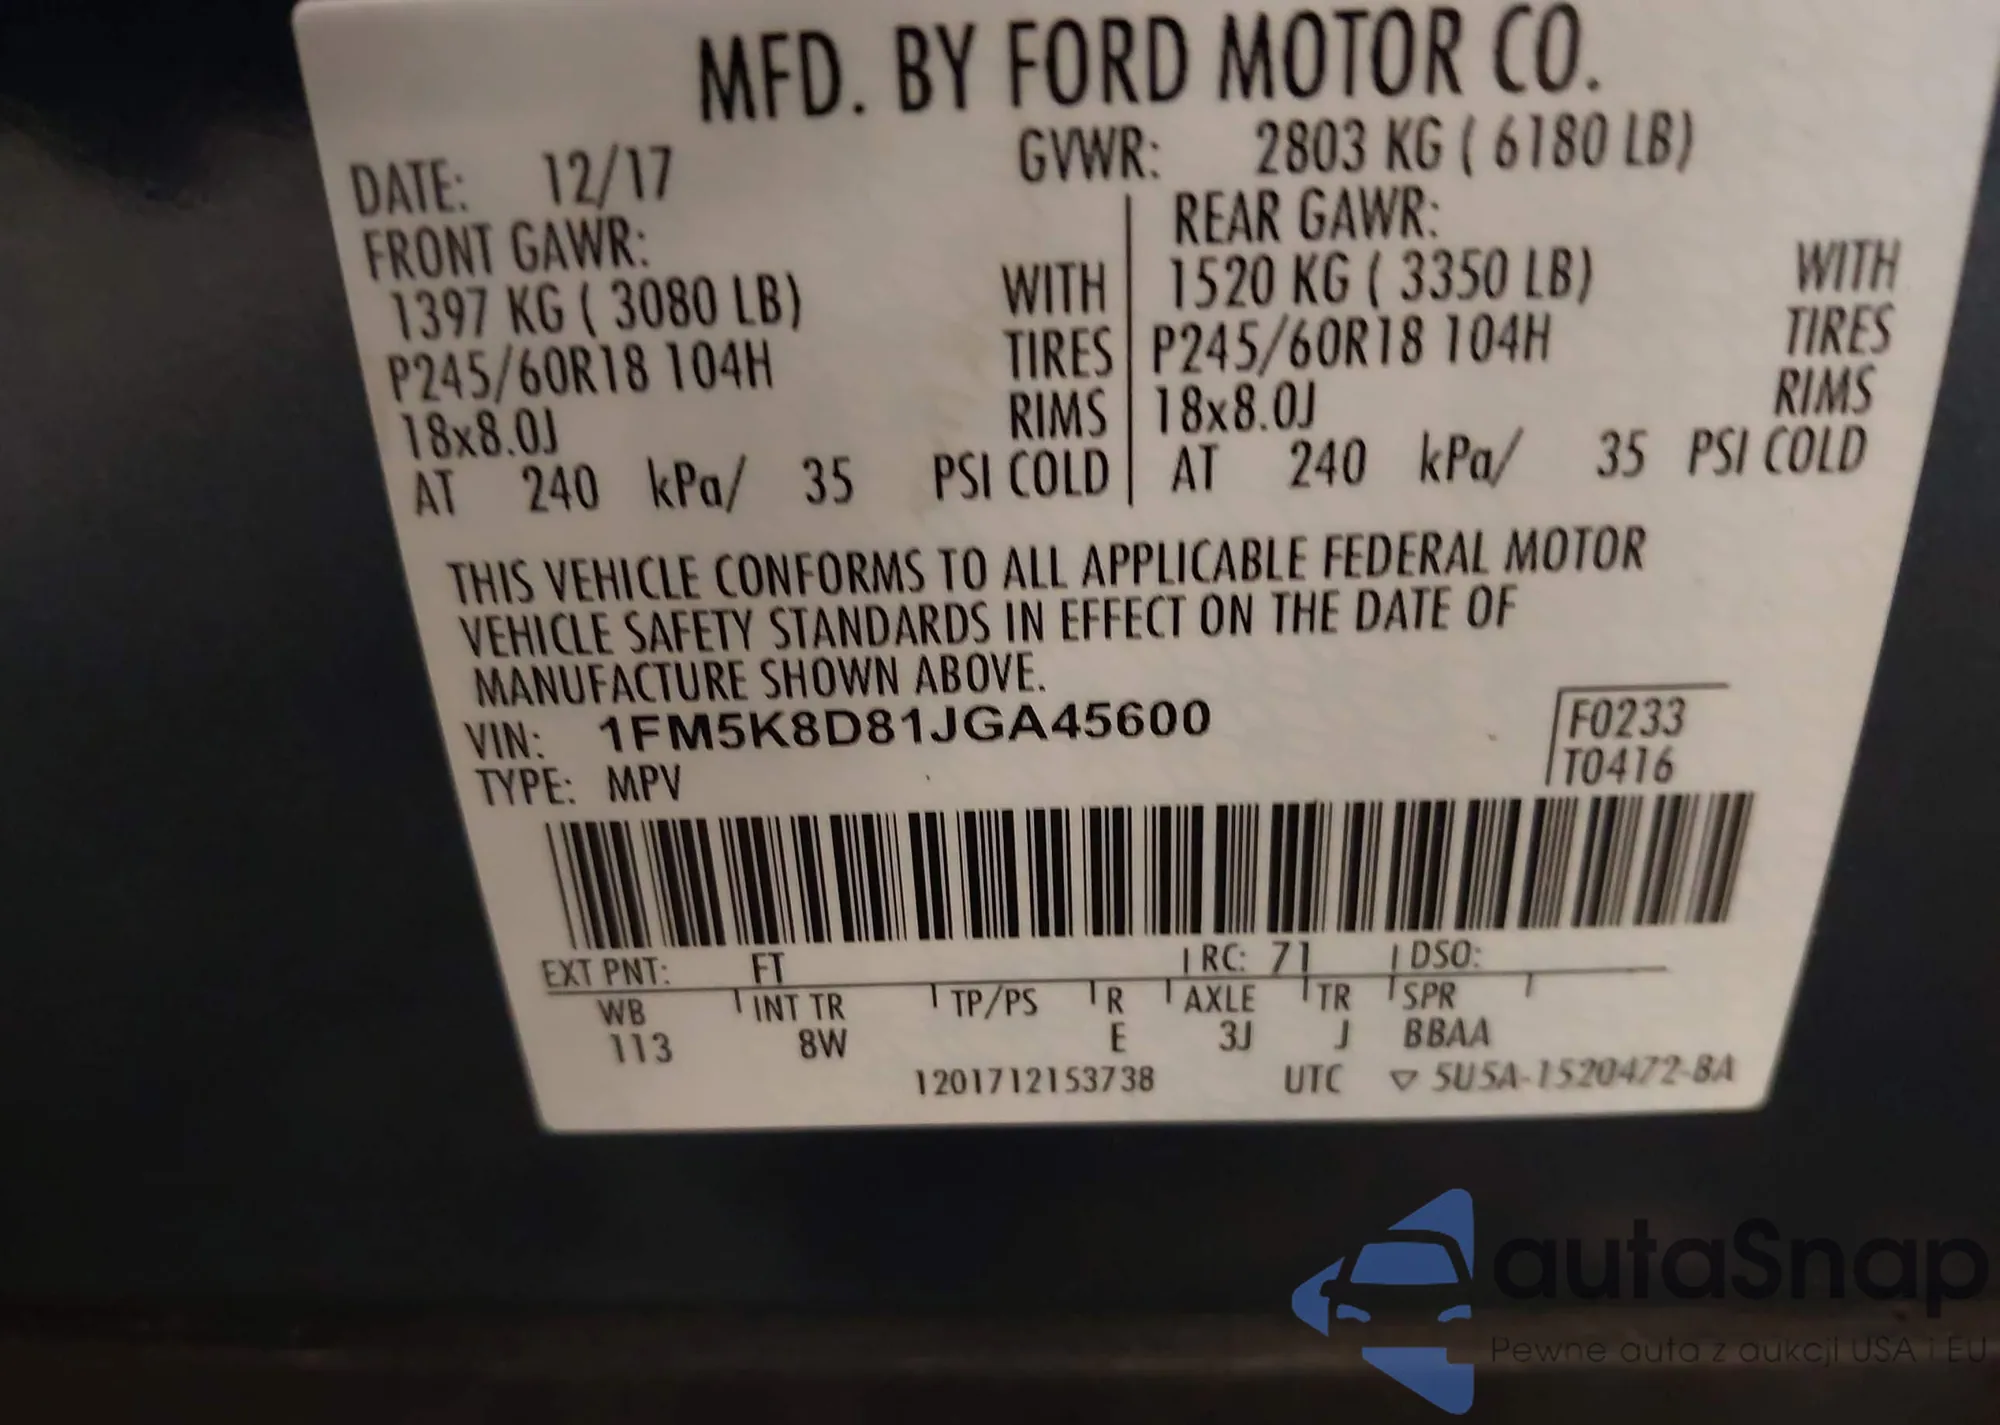 MFD. BY FORD MOTOR CO.
DATE: 12/17 GVWR: 2803 KG ( 6180 LB)
FRONT GAWR: REAR GAWR:
1397 KG ( 3080 LB) WITH 1520 KG ( 3350 LB) WITH
P245/60R18 104H TIRES P245/60R18 104H TIRES
18x8.0J RIMS 18x8.0J RIMS
AT 240 kPa/ 35 PSI COLD AT 240 kPa/ 35 PSI COLD
THIS VEHICLE CONFORMS TO ALL APPLICABLE FEDERAL MOTOR
VEHICLE SAFETY STANDARDS IN EFFECT ON THE DATE OF
MANUFACTURE SHOWN ABOVE.
VIN: 1FM5K8D81JGA45600 F0233
TYPE: MPV T0416
EXT PNT: FT RC: 71 DSO:
WB INT TR TP/PS R AXLE TR SPR
113 8W E 3J J BBAA
1201712153738 UTC ▽ 5U5A-1520472-BA
autoSnap
Pewne auta z aukcji USA i EU